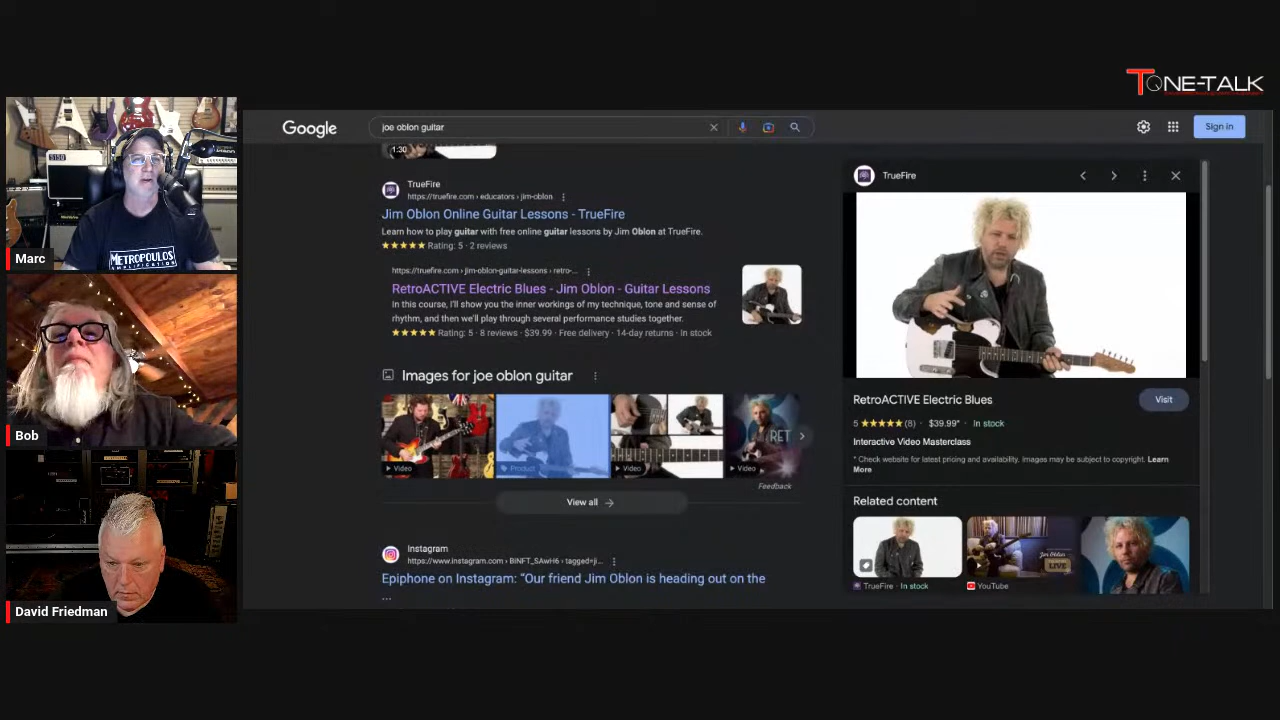 TONE-TALK
Google
joe oblon guitar
Sign in
5150
METROPOULOS
AMPLIFICATION
Marc
Bob
David Friedman
1:30
TrueFire
https://truefire.com › educators › jim-oblon
Jim Oblon Online Guitar Lessons - TrueFire
Learn how to play guitar with free online guitar lessons by Jim Oblon at TrueFire.
Rating: 5 · 2 reviews
https://truefire.com › jim-oblon-guitar-lessons › retro-...
RetroACTIVE Electric Blues - Jim Oblon - Guitar Lessons
In this course, I'll show you the inner workings of my technique, tone and sense of
rhythm, and then we'll play through several performance studies together.
Rating: 5 · 8 reviews · $39.99 · Free delivery · 14-day returns · In stock
Images for joe oblon guitar
Video
Product
Video
RET
Video
Feedback
View all
Instagram
https://www.instagram.com › BiNFT_SAwH6 › tagged=ji...
Epiphone on Instagram: “Our friend Jim Oblon is heading out on the
...
TrueFire
RetroACTIVE Electric Blues
Visit
5 (8) · $39.99* · In stock
Interactive Video Masterclass
* Check website for latest pricing and availability. Images may be subject to copyright. Learn
More
Related content
Jim Oblon
LIVE
TrueFire · In stock
YouTube